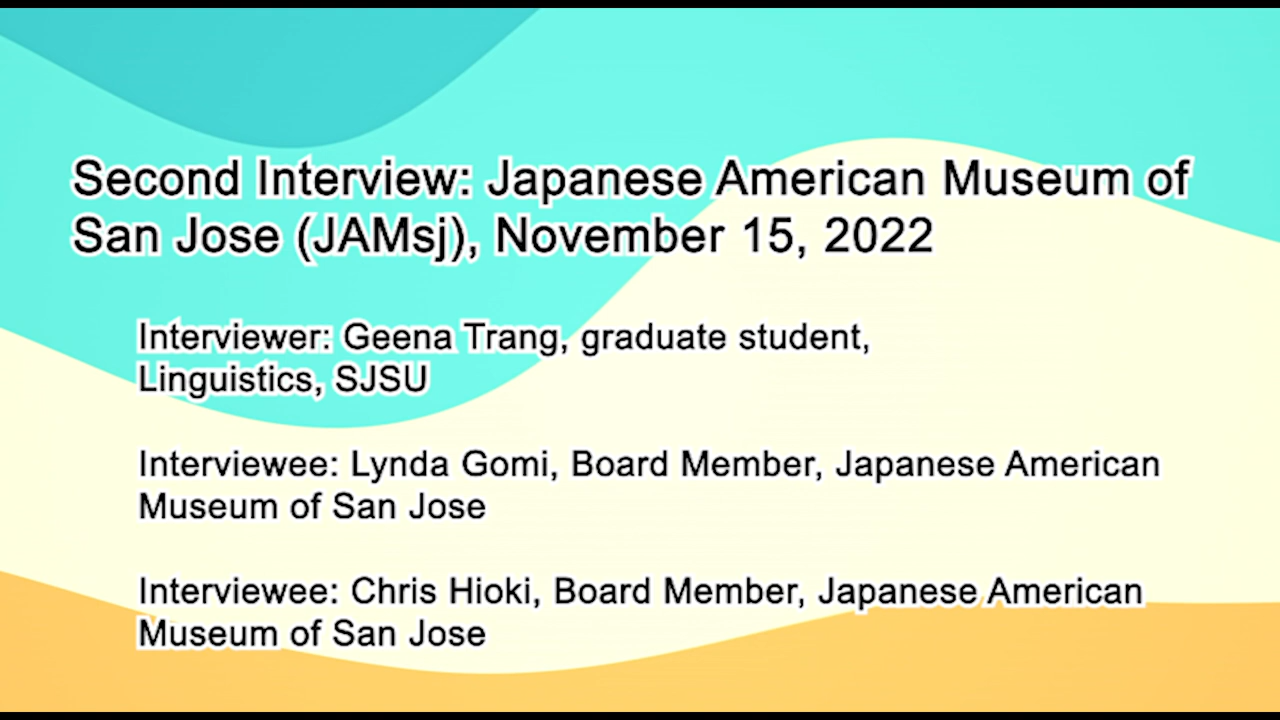 Second Interview: Japanese American Museum of
San Jose (JAMsj), November 15, 2022
Interviewer: Geena Trang, graduate student,
Linguistics, SJSU
Interviewee: Lynda Gomi, Board Member, Japanese American
Museum of San Jose
Interviewee: Chris Hioki, Board Member, Japanese American
Museum of San Jose